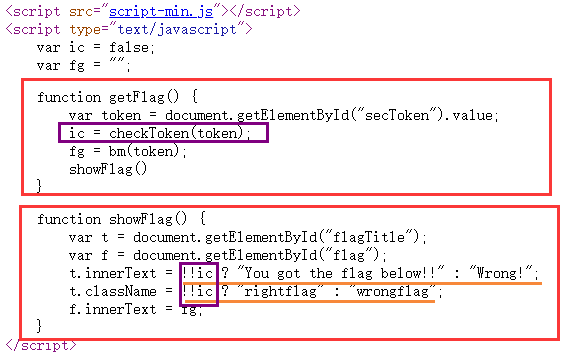 <script src="script-min.js"></script>
<script type="text/javascript">
var ic = false;
var fg = "";
function getFlag() {
var token = document.getElementById("secToken").value;
ic = checkToken(token);
fg = bm(token);
showFlag()
}
function showFlag() {
var t = document.getElementById("flagTitle");
var f = document.getElementById("flag");
t.innerText = !!ic ? "You got the flag below!!" : "Wrong!";
t.className = !!ic ? "rightflag" : "wrongflag";
f.innerText = fg;
}
</script>